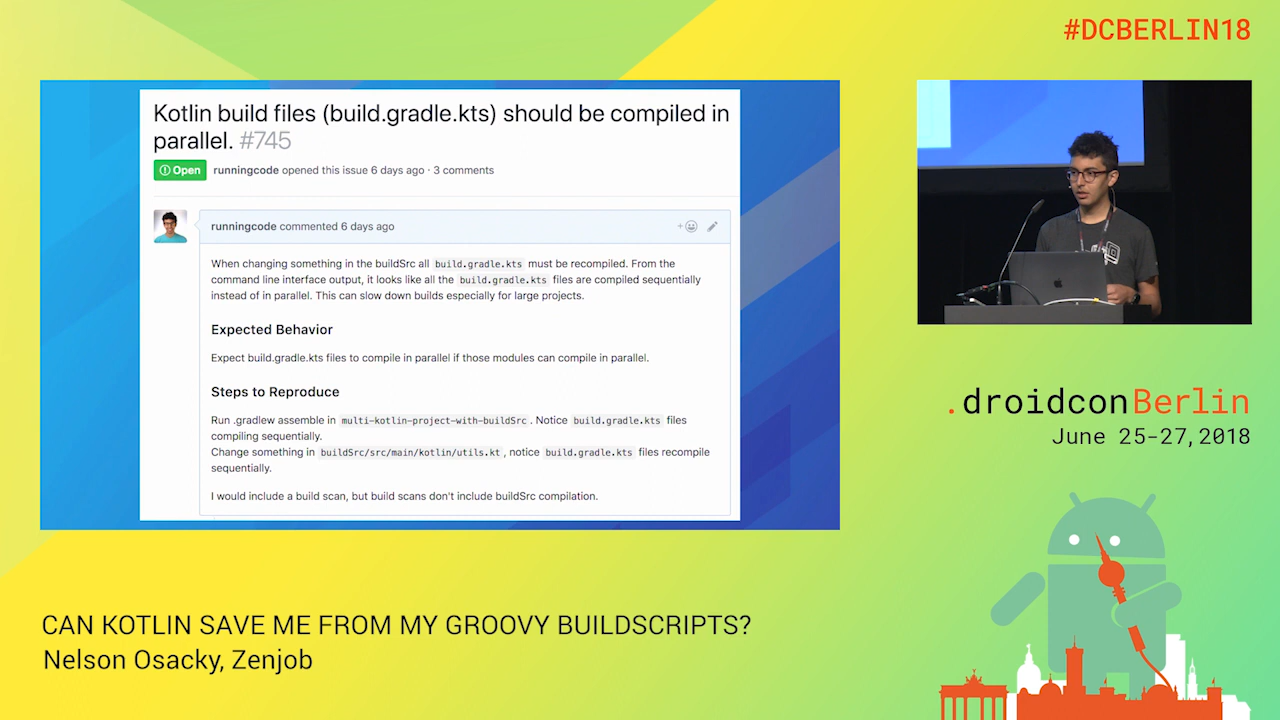 #DCBERLIN18
Kotlin build files (build.gradle.kts) should be compiled in
parallel. #745
Open runningcode opened this issue 6 days ago · 3 comments
runningcode commented 6 days ago
When changing something in the buildSrc all build.gradle.kts must be recompiled. From the
command line interface output, it looks like all the build.gradle.kts files are compiled sequentially
instead of in parallel. This can slow down builds especially for large projects.
Expected Behavior
Expect build.gradle.kts files to compile in parallel if those modules can compile in parallel.
Steps to Reproduce
Run .gradlew assemble in multi-kotlin-project-with-buildSrc . Notice build.gradle.kts files
compiling sequentially.
Change something in buildSrc/src/main/kotlin/utils.kt , notice build.gradle.kts files recompile
sequentially.
I would include a build scan, but build scans don't include buildSrc compilation.
.droidconBerlin
June 25-27,2018
CAN KOTLIN SAVE ME FROM MY GROOVY BUILDSCRIPTS?
Nelson Osacky, Zenjob